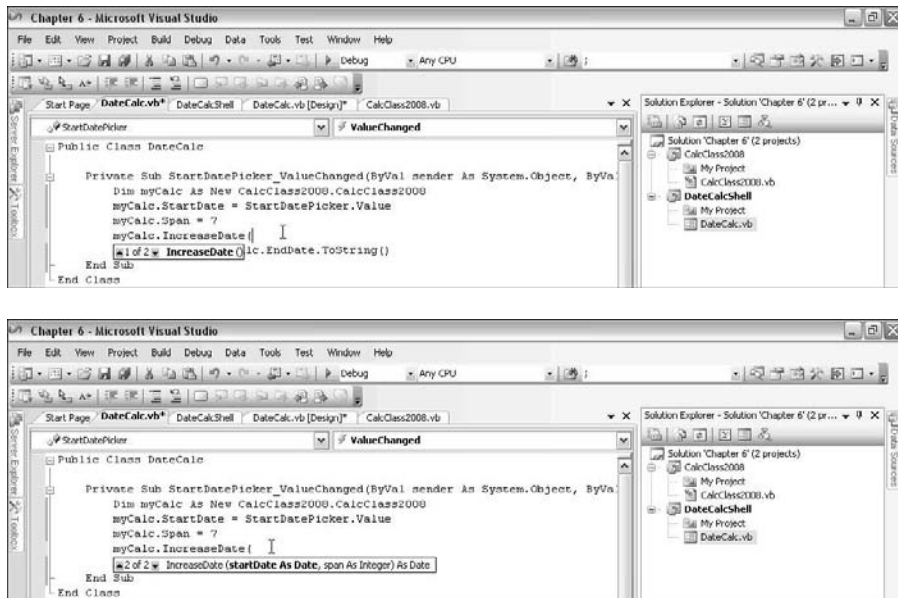 Chapter 6 - Microsoft Visual Studio
File Edit View Project Build Debug Data Tools Test Window Help
Debug Any CPU
Start Page DateCalc.vb* DateCalcShell DateCalc.vb [Design]* CalcClass2008.vb
Solution Explorer - Solution 'Chapter 6' (2 pr...
StartDatePicker ValueChanged
Server Explorer
Toolbox
Public Class DateCalc
Private Sub StartDatePicker_ValueChanged(ByVal sender As System.Object, ByVa
Dim myCalc As New CalcClass2008.CalcClass2008
myCalc.StartDate = StartDatePicker.Value
myCalc.Span = 7
myCalc.IncreaseDate(
1 of 2 IncreaseDate () lc.EndDate.ToString()
End Sub
End Class
Solution 'Chapter 6' (2 projects)
CalcClass2008
My Project
CalcClass2008.vb
DateCalcShell
My Project
DateCalc.vb
Data Sources
Chapter 6 - Microsoft Visual Studio
File Edit View Project Build Debug Data Tools Test Window Help
Debug Any CPU
Start Page DateCalc.vb* DateCalcShell DateCalc.vb [Design]* CalcClass2008.vb
Solution Explorer - Solution 'Chapter 6' (2 pr...
StartDatePicker ValueChanged
Server Explorer
Toolbox
Public Class DateCalc
Private Sub StartDatePicker_ValueChanged(ByVal sender As System.Object, ByVa
Dim myCalc As New CalcClass2008.CalcClass2008
myCalc.StartDate = StartDatePicker.Value
myCalc.Span = 7
myCalc.IncreaseDate(
2 of 2 IncreaseDate (startDate As Date, span As Integer) As Date
End Sub
End Class
Solution 'Chapter 6' (2 projects)
CalcClass2008
My Project
CalcClass2008.vb
DateCalcShell
My Project
DateCalc.vb
Data Sources